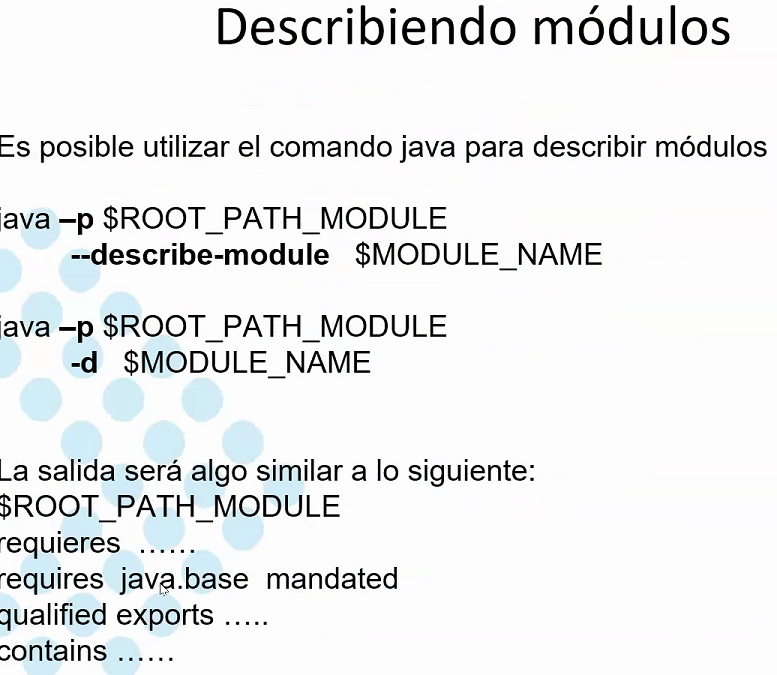 Describiendo módulos
Es posible utilizar el comando java para describir módulos
java –p $ROOT_PATH_MODULE
--describe-module $MODULE_NAME
java –p $ROOT_PATH_MODULE
-d $MODULE_NAME
La salida será algo similar a lo siguiente:
$ROOT_PATH_MODULE
requieres ……
requires java.base mandated
qualified exports …..
contains ……